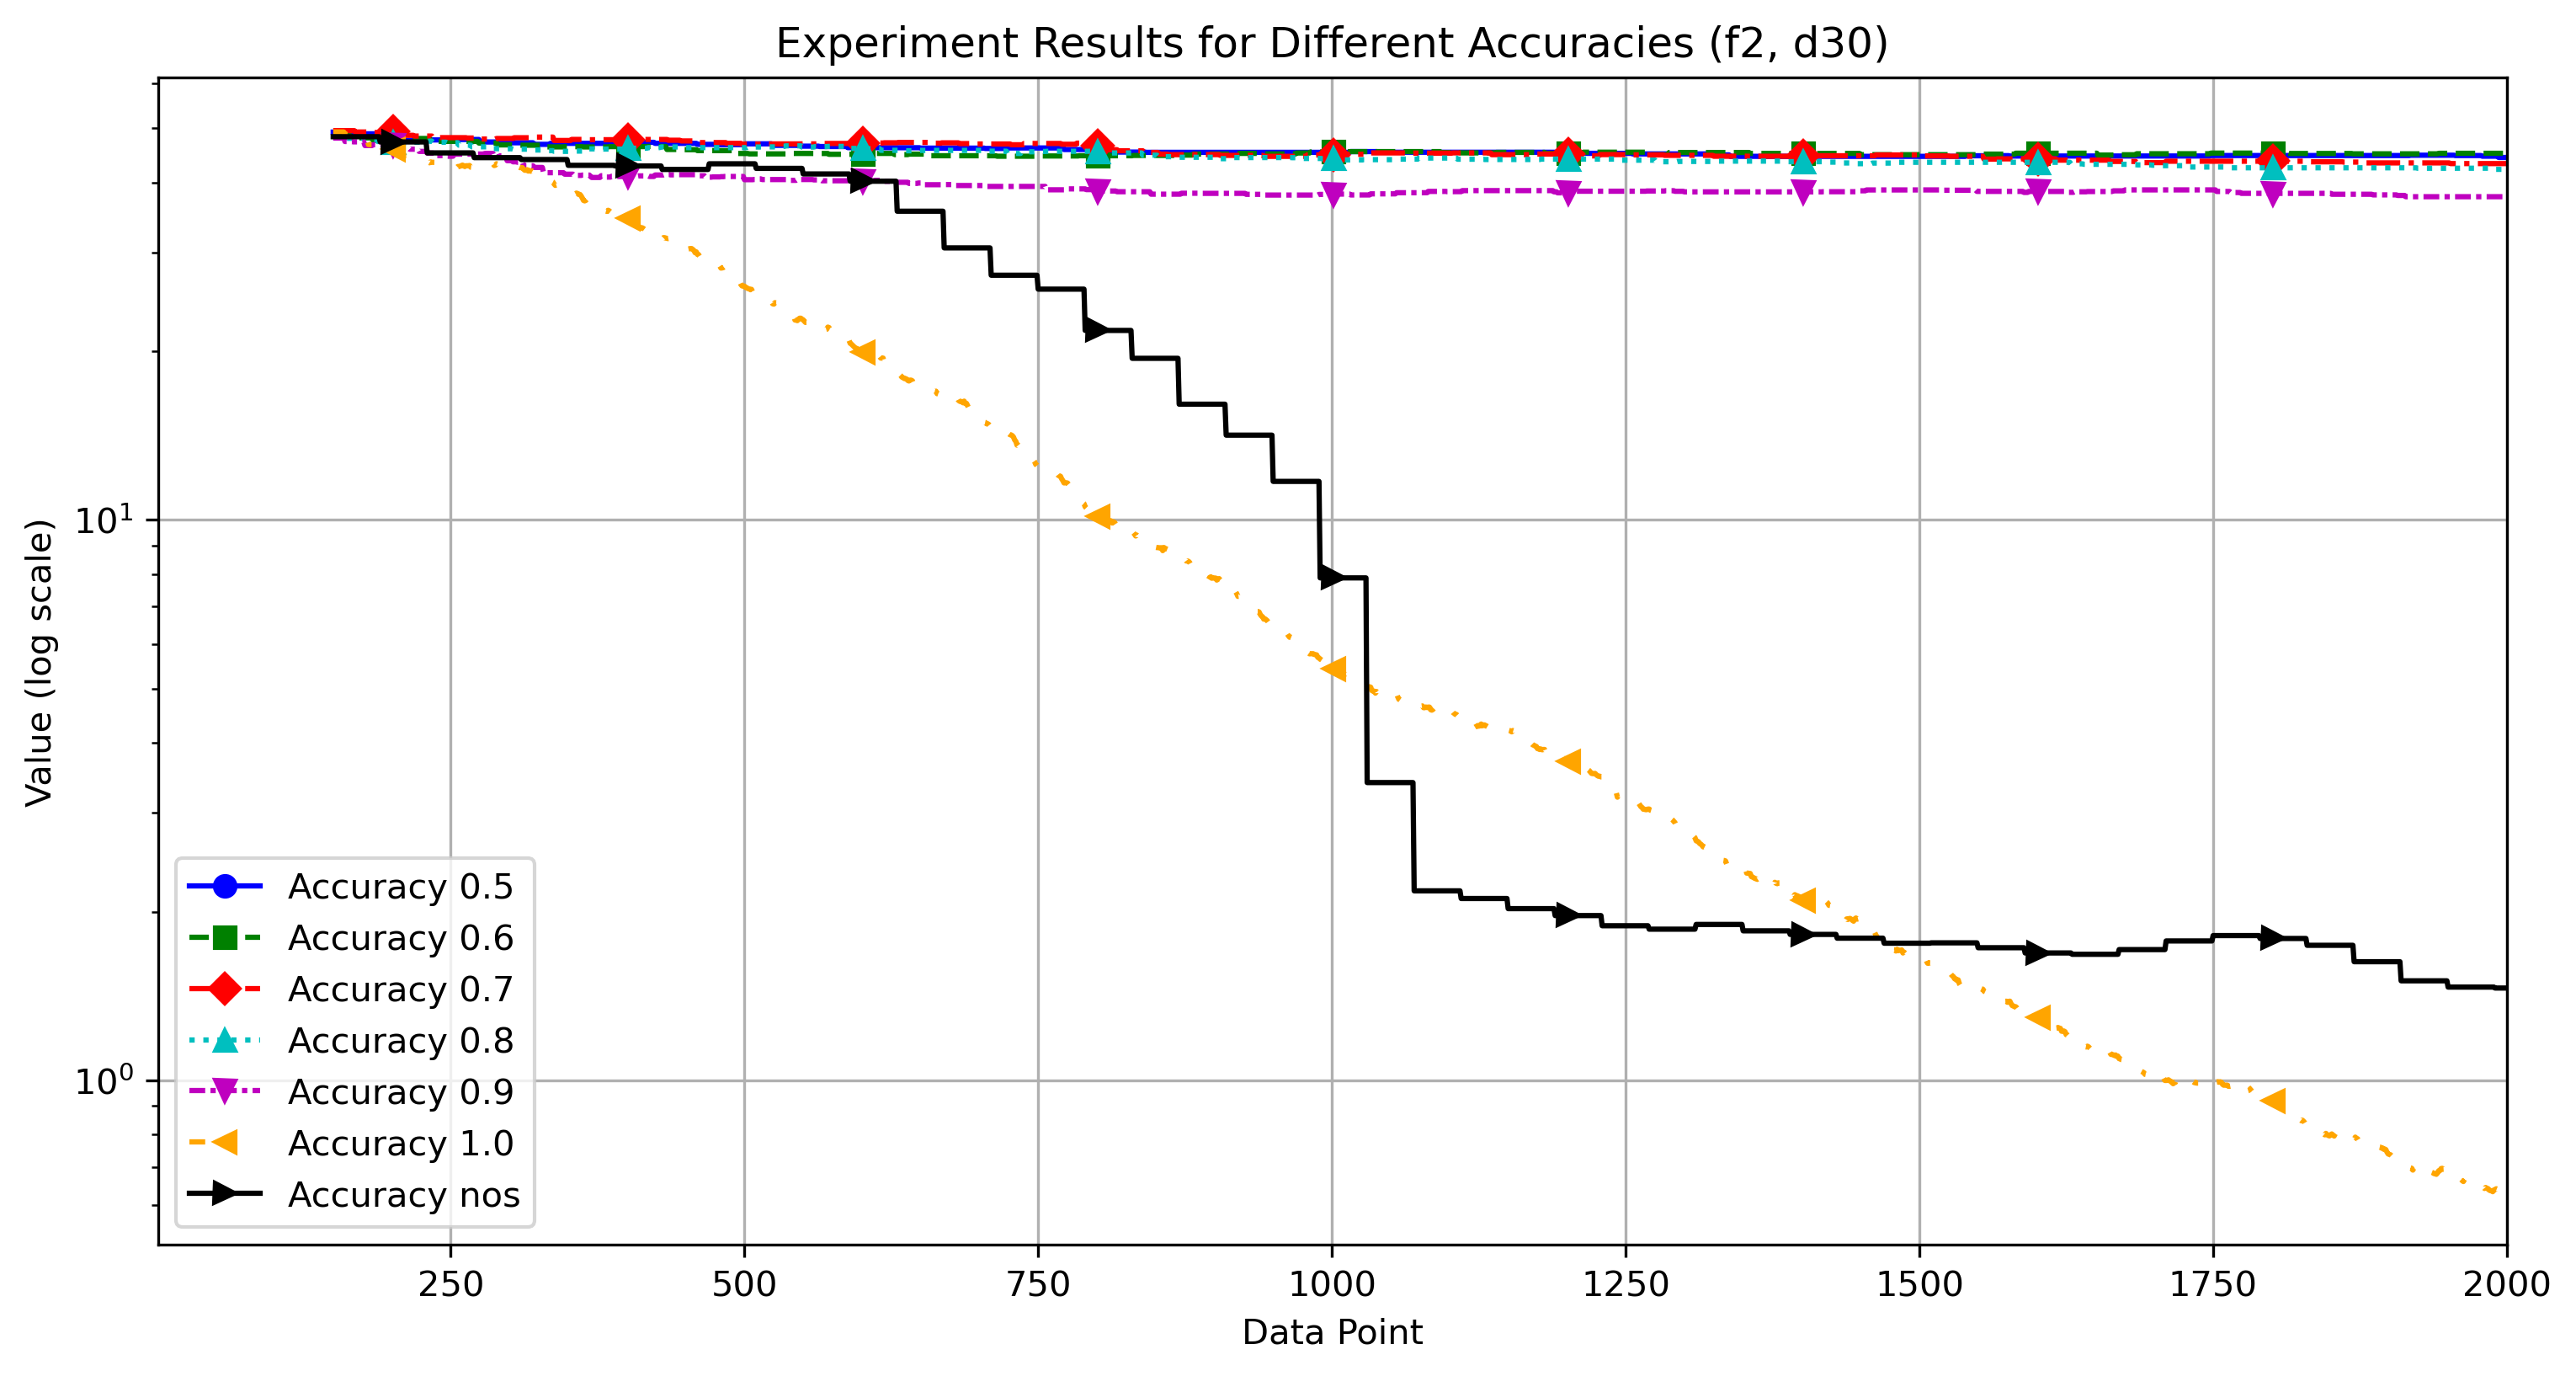 Experiment Results for Different Accuracies (f2, d30)
Value (log scale)
10¹
10⁰
Accuracy 0.5
Accuracy 0.6
Accuracy 0.7
Accuracy 0.8
Accuracy 0.9
Accuracy 1.0
Accuracy nos
250 500 750 1000 1250 1500 1750 2000
Data Point